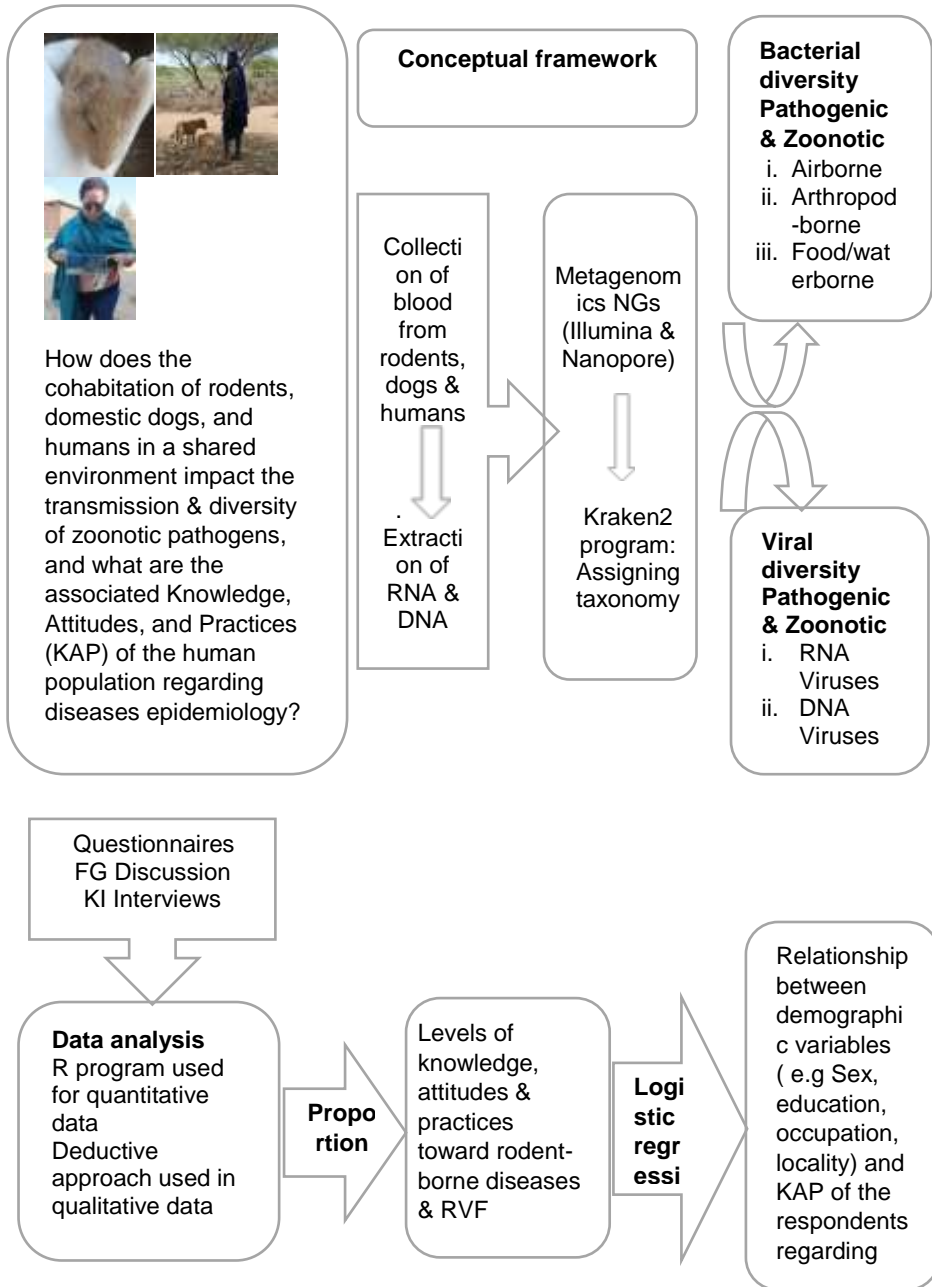 Conceptual framework
How does the
cohabitation of rodents,
domestic dogs, and
humans in a shared
environment impact the
transmission & diversity
of zoonotic pathogens,
and what are the
associated Knowledge,
Attitudes, and Practices
(KAP) of the human
population regarding
diseases epidemiology?
Collecti
on of
blood
from
rodents,
dogs &
humans
.
Extracti
on of
RNA &
DNA
Metagenom
ics NGs
(Illumina &
Nanopore)
Kraken2
program:
Assigning
taxonomy
Bacterial
diversity
Pathogenic
& Zoonotic
i. Airborne
ii. Arthropod
-borne
iii. Food/wat
erborne
Viral
diversity
Pathogenic
& Zoonotic
i. RNA
Viruses
ii. DNA
Viruses
Questionnaires
FG Discussion
KI Interviews
Data analysis
R program used
for quantitative
data
Deductive
approach used in
qualitative data
Propo
rtion
Levels of
knowledge,
attitudes &
practices
toward rodent-
borne diseases
& RVF
Logi
stic
regr
essi
Relationship
between
demographi
c variables
( e.g Sex,
education,
occupation,
locality) and
KAP of the
respondents
regarding